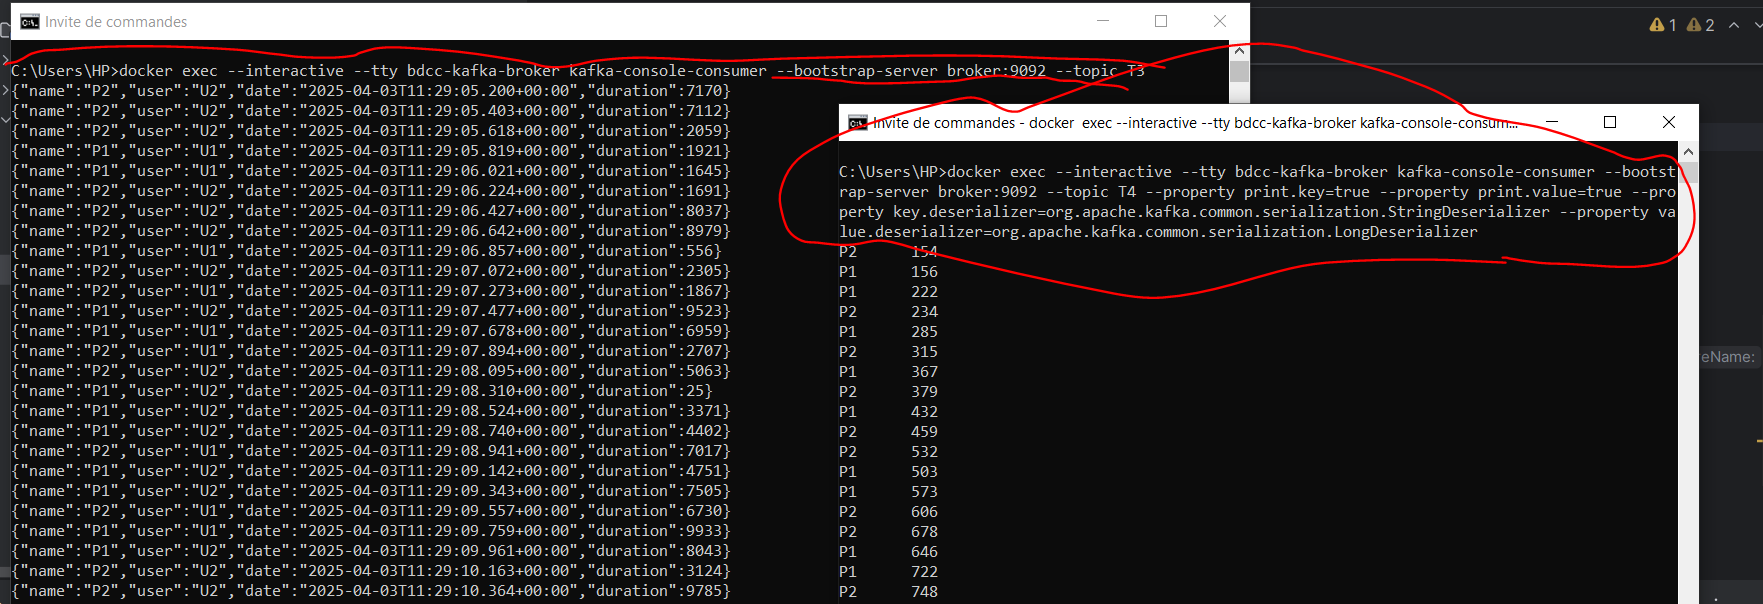 Invite de commandes
1 2
C:\Users\HP>docker exec --interactive --tty bdcc-kafka-broker kafka-console-consumer --bootstrap-server broker:9092 --topic T3
{"name":"P2","user":"U2","date":"2025-04-03T11:29:05.200+00:00","duration":7170}
{"name":"P2","user":"U2","date":"2025-04-03T11:29:05.403+00:00","duration":7112}
{"name":"P2","user":"U2","date":"2025-04-03T11:29:05.618+00:00","duration":2059}
{"name":"P1","user":"U1","date":"2025-04-03T11:29:05.819+00:00","duration":1921}
{"name":"P1","user":"U1","date":"2025-04-03T11:29:06.021+00:00","duration":1645}
{"name":"P2","user":"U2","date":"2025-04-03T11:29:06.224+00:00","duration":1691}
{"name":"P2","user":"U2","date":"2025-04-03T11:29:06.427+00:00","duration":8037}
{"name":"P2","user":"U2","date":"2025-04-03T11:29:06.642+00:00","duration":8979}
{"name":"P1","user":"U1","date":"2025-04-03T11:29:06.857+00:00","duration":556}
{"name":"P2","user":"U2","date":"2025-04-03T11:29:07.072+00:00","duration":2305}
{"name":"P2","user":"U1","date":"2025-04-03T11:29:07.273+00:00","duration":1867}
{"name":"P1","user":"U2","date":"2025-04-03T11:29:07.477+00:00","duration":9523}
{"name":"P1","user":"U1","date":"2025-04-03T11:29:07.678+00:00","duration":6959}
{"name":"P2","user":"U1","date":"2025-04-03T11:29:07.894+00:00","duration":2707}
{"name":"P2","user":"U2","date":"2025-04-03T11:29:08.095+00:00","duration":5063}
{"name":"P1","user":"U2","date":"2025-04-03T11:29:08.310+00:00","duration":25}
{"name":"P1","user":"U2","date":"2025-04-03T11:29:08.524+00:00","duration":3371}
{"name":"P1","user":"U2","date":"2025-04-03T11:29:08.740+00:00","duration":4402}
{"name":"P2","user":"U1","date":"2025-04-03T11:29:08.941+00:00","duration":7017}
{"name":"P1","user":"U2","date":"2025-04-03T11:29:09.142+00:00","duration":4751}
{"name":"P1","user":"U2","date":"2025-04-03T11:29:09.343+00:00","duration":7505}
{"name":"P2","user":"U2","date":"2025-04-03T11:29:09.557+00:00","duration":6730}
{"name":"P1","user":"U1","date":"2025-04-03T11:29:09.759+00:00","duration":9933}
{"name":"P1","user":"U2","date":"2025-04-03T11:29:09.961+00:00","duration":8043}
{"name":"P2","user":"U2","date":"2025-04-03T11:29:10.163+00:00","duration":3124}
{"name":"P2","user":"U2","date":"2025-04-03T11:29:10.364+00:00","duration":9785}
Invite de commandes - docker exec --interactive --tty bdcc-kafka-broker kafka-console-consum...
C:\Users\HP>docker exec --interactive --tty bdcc-kafka-broker kafka-console-consumer --bootst
rap-server broker:9092 --topic T4 --property print.key=true --property print.value=true --pro
perty key.deserializer=org.apache.kafka.common.serialization.StringDeserializer --property va
lue.deserializer=org.apache.kafka.common.serialization.LongDeserializer
P2 154
P1 156
P1 222
P2 234
P1 285
P2 315
P1 367
P2 379
P1 432
P2 459
P2 532
P1 503
P1 573
P2 606
P2 678
P1 646
P1 722
P2 748
reName: